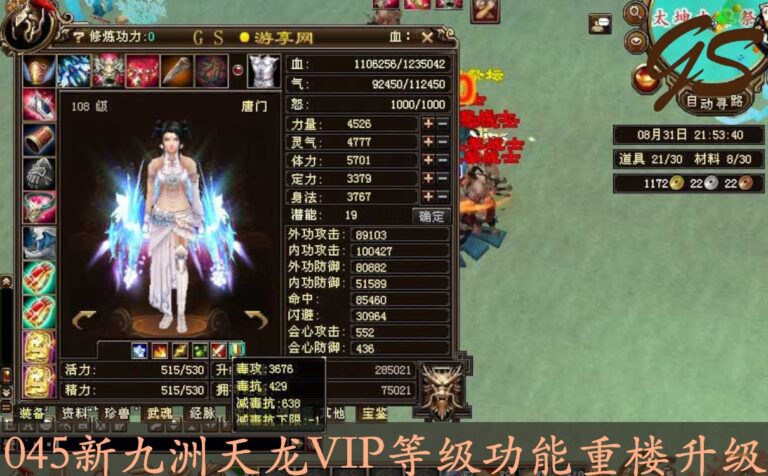 修炼功力:0 G S 游享网 血:
108 级 唐门
血: 1106256/1235042
气: 92450/112450
怒: 1000/1000
力量: 4526
灵气: 4777
体力: 5701
定力: 3379
身法: 3767
潜能: 19 确定
外功攻击: 89103
内功攻击: 100427
外功防御: 80882
内功防御: 51589
命中: 85460
闪避: 30964
会心攻击: 552
会心防御: 436
活力: 515/530 285021
精力: 515/530 75021
毒攻:3676
毒抗:429
减毒抗:638
减毒抗下限:-1
装备 资料 珍兽 武魂 经脉 其他 宝鉴
GS
自动寻路
08月31日 21:53:40
道具 21/30 材料 8/30
1172 22 22
045新九洲天龙VIP等级功能重楼升级